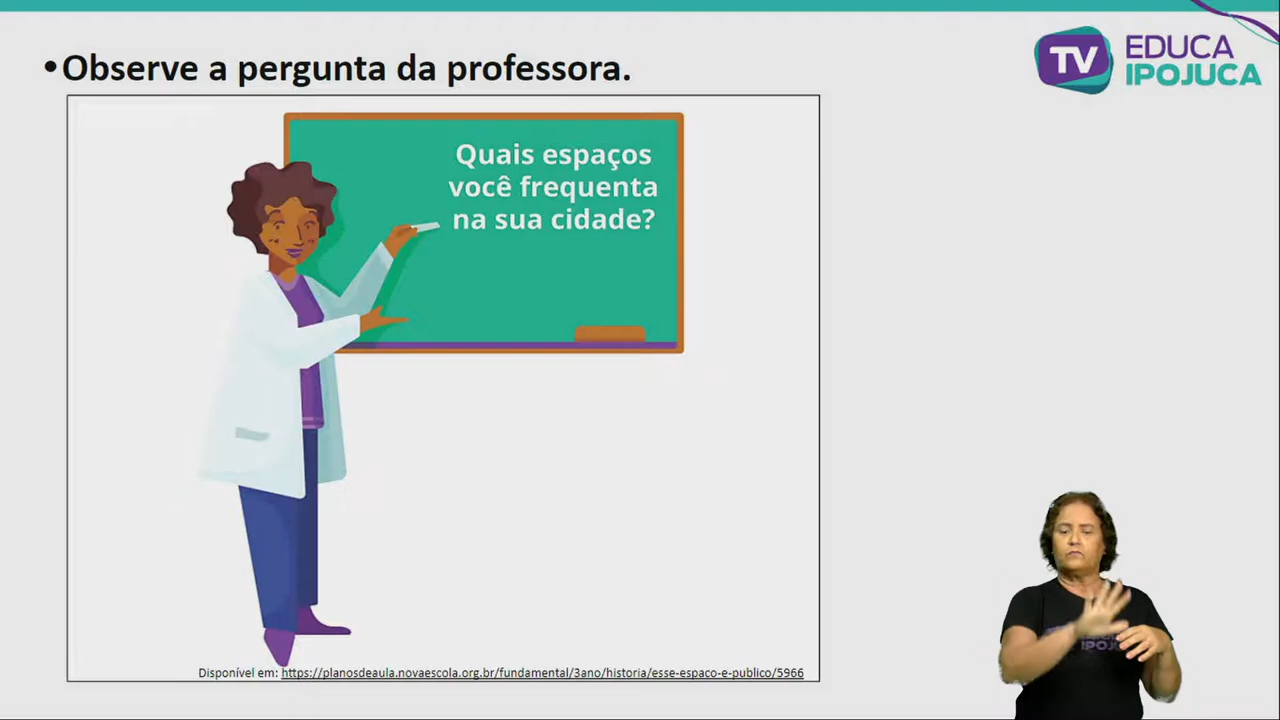 •Observe a pergunta da professora.
TV EDUCA
IPOJUCA
Quais espaços
você frequenta
na sua cidade?
Disponível em: https://planosdeaula.novaescola.org.br/fundamental/3ano/historia/esse-espaco-e-publico/5966